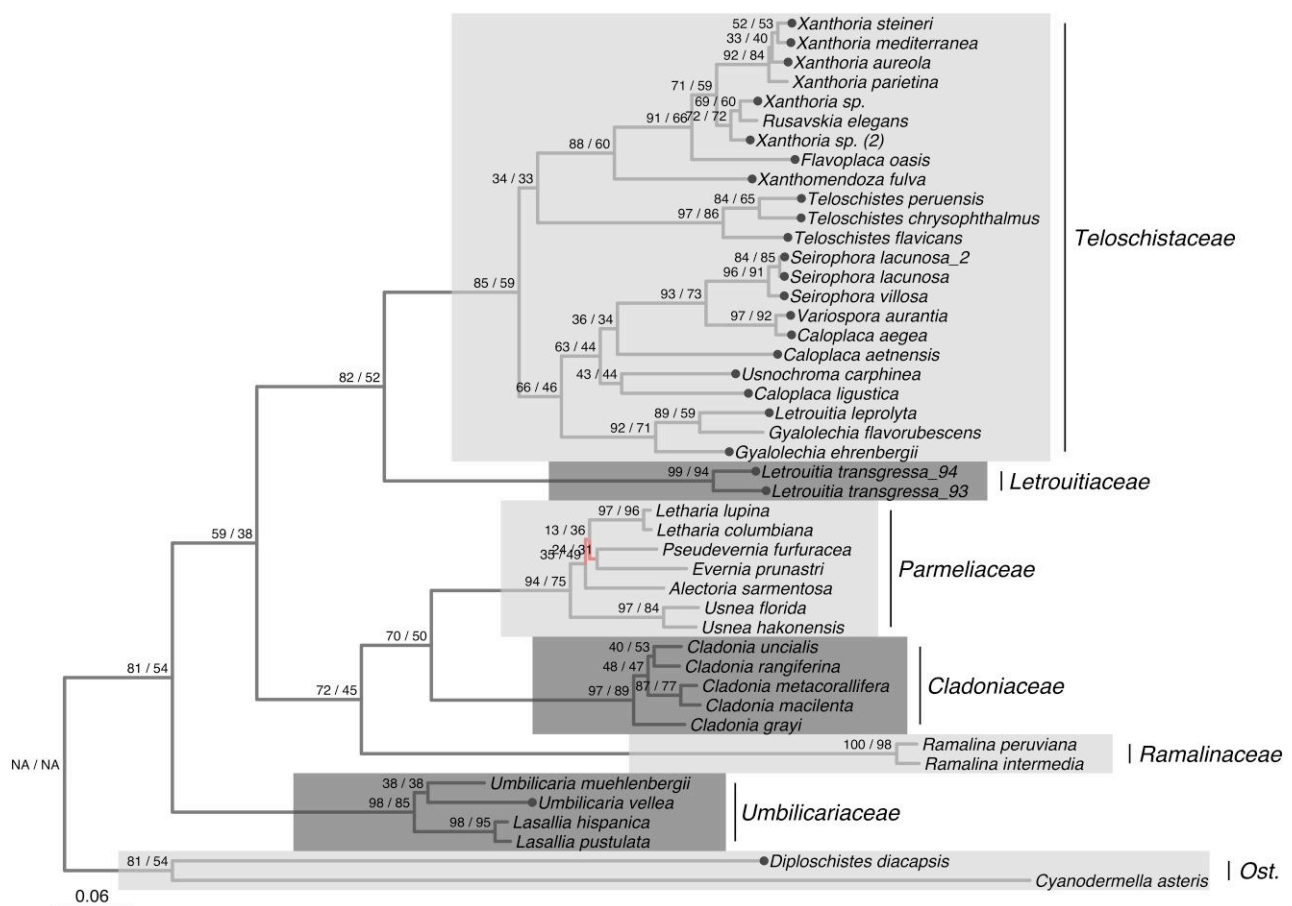 52 / 53
Xanthoria steineri
33 / 40
Xanthoria mediterranea
92 / 84
Xanthoria aureola
Xanthoria parietina
71 / 59
69 / 60
Xanthoria sp.
91 / 66
72 / 72
Rusavskia elegans
Xanthoria sp. (2)
88 / 60
Flavoplaca oasis
34 / 33
Xanthomendoza fulva
84 / 65
Teloschistes peruensis
97 / 86
Teloschistes chrysophthalmus
Teloschistes flavicans
Teloschistaceae
84 / 85
Seirophora lacunosa_2
96 / 91
Seirophora lacunosa
85 / 59
93 / 73
Seirophora villosa
36 / 34
97 / 92
Variospora aurantia
Caloplaca aegea
63 / 44
Caloplaca aetnensis
43 / 44
Usnochroma carphinea
82 / 52
66 / 46
Caloplaca ligustica
89 / 59
Letrouitia leprolyta
92 / 71
Gyalolechia flavorubescens
Gyalolechia ehrenbergii
99 / 94
Letrouitia transgressa_94
Letrouitiaceae
Letrouitia transgressa_93
97 / 96
Letharia lupina
13 / 36
Letharia columbiana
59 / 38
24 / 31
35 / 49
Pseudevernia furfuracea
Evernia prunastri
Parmeliaceae
94 / 75
Alectoria sarmentosa
97 / 84
Usnea florida
Usnea hakonensis
70 / 50
40 / 53
Cladonia uncialis
48 / 47
Cladonia rangiferina
81 / 54
87 / 77
Cladonia metacorallifera
Cladoniaceae
72 / 45
97 / 89
Cladonia macilenta
Cladonia grayi
100 / 98
Ramalina peruviana
Ramalinaceae
NA / NA
Ramalina intermedia
38 / 38
Umbilicaria muehlenbergii
98 / 85
Umbilicaria vellea
Umbilicariaceae
98 / 95
Lasallia hispanica
Lasallia pustulata
81 / 54
Diploschistes diacapsis
Ost.
Cyanodermella asteris
0.06